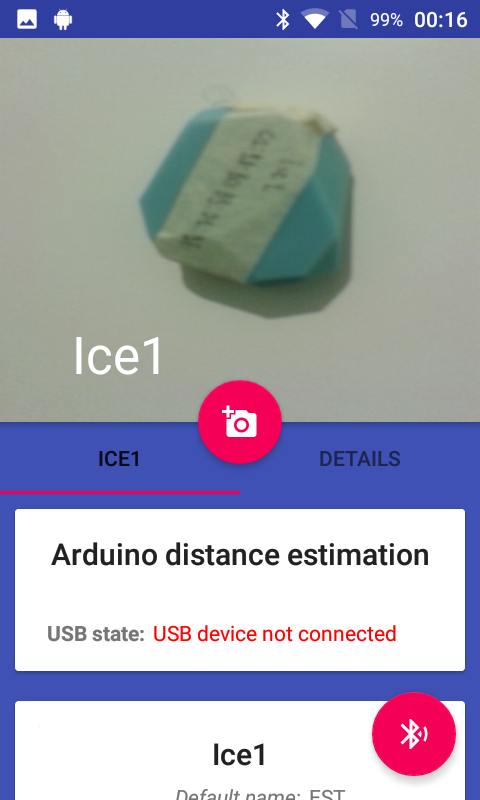 99% 00:16
Ice1
ICE1 DETAILS
Arduino distance estimation
USB state: USB device not connected
Ice1
Default name: EST